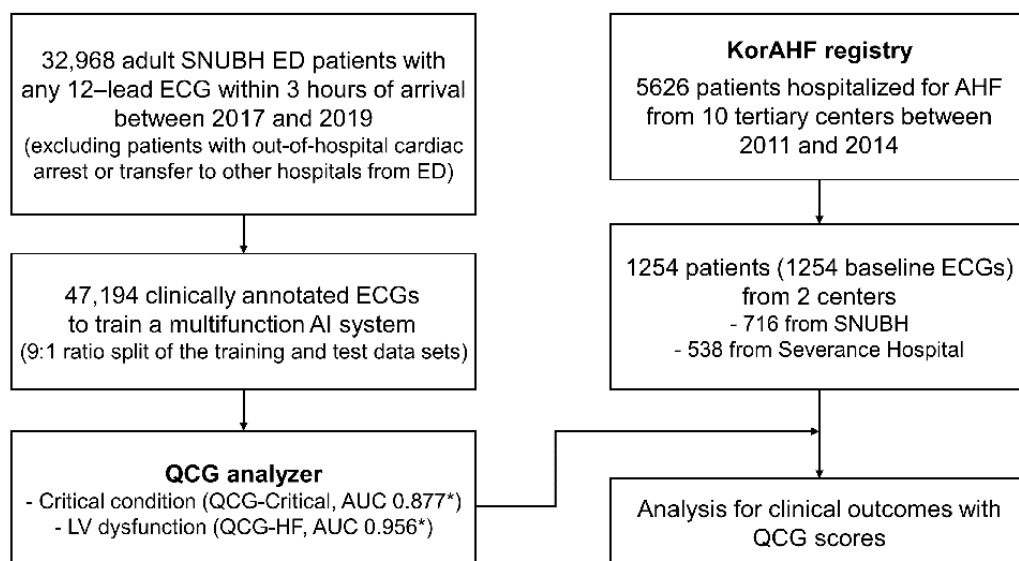 32,968 adult SNUBH ED patients with
any 12–lead ECG within 3 hours of arrival
between 2017 and 2019
(excluding patients with out-of-hospital cardiac
arrest or transfer to other hospitals from ED)
47,194 clinically annotated ECGs
to train a multifunction AI system
(9:1 ratio split of the training and test data sets)
QCG analyzer
- Critical condition (QCG-Critical, AUC 0.877*)
- LV dysfunction (QCG-HF, AUC 0.956*)
KorAHF registry
5626 patients hospitalized for AHF
from 10 tertiary centers between
2011 and 2014
1254 patients (1254 baseline ECGs)
from 2 centers
- 716 from SNUBH
- 538 from Severance Hospital
Analysis for clinical outcomes with
QCG scores